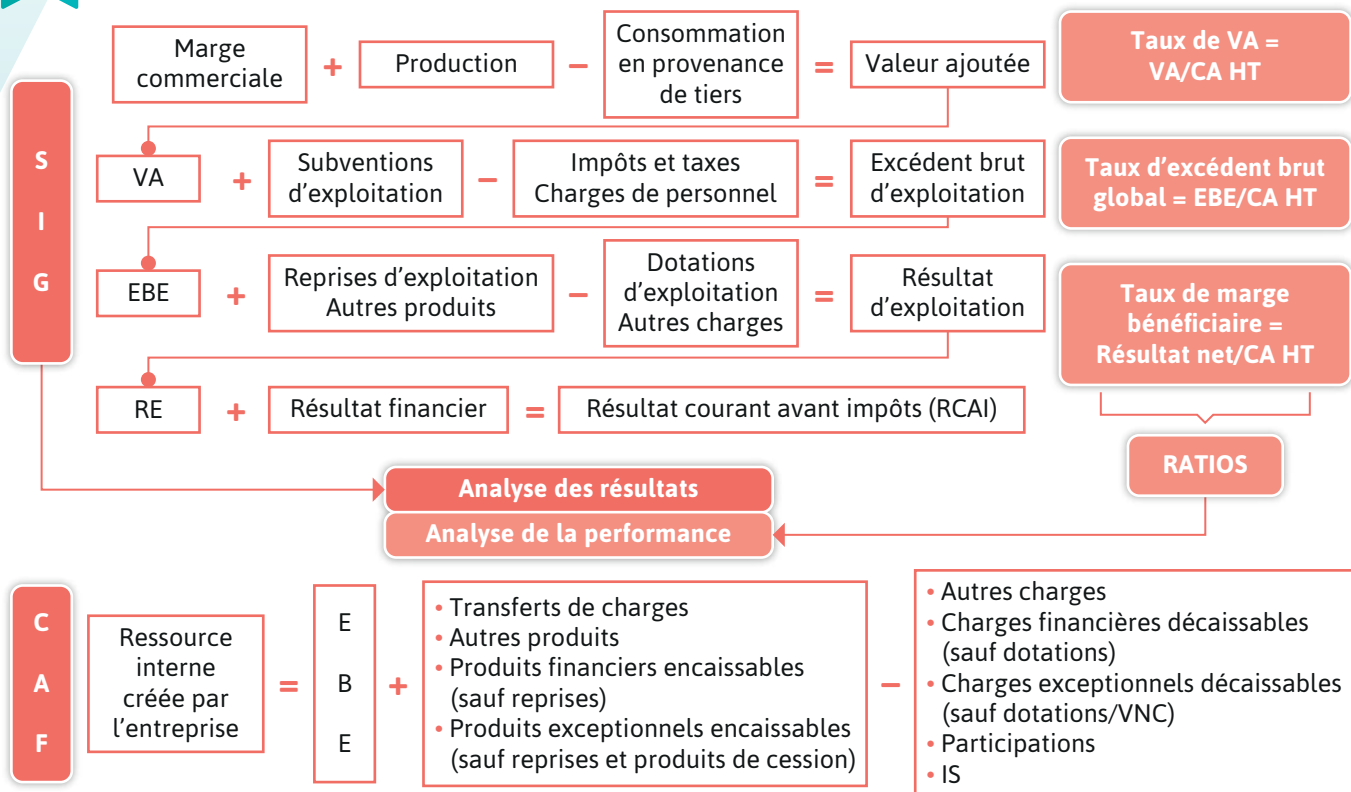 Marge
commerciale
+
Production
–
Consommation
en provenance
de tiers
=
Valeur ajoutée
Taux de VA =
VA/CA HT
S
I
G
VA
+
Subventions
d'exploitation
–
Impôts et taxes
Charges de personnel
=
Excédent brut
d'exploitation
Taux d'excédent brut
global = EBE/CA HT
EBE
+
Reprises d'exploitation
Autres produits
–
Dotations
d'exploitation
Autres charges
=
Résultat
d'exploitation
Taux de marge
bénéficiaire =
Résultat net/CA HT
RE
+
Résultat financier
=
Résultat courant avant impôts (RCAI)
RATIOS
Analyse des résultats
Analyse de la performance
C
A
F
Ressource
interne
créée par
l'entreprise
=
E
B
E
+
• Transferts de charges
• Autres produits
• Produits financiers encaissables
(sauf reprises)
• Produits exceptionnels encaissables
(sauf reprises et produits de cession)
–
• Autres charges
• Charges financières décaissables
(sauf dotations)
• Charges exceptionnels décaissables
(sauf dotations/VNC)
• Participations
• IS